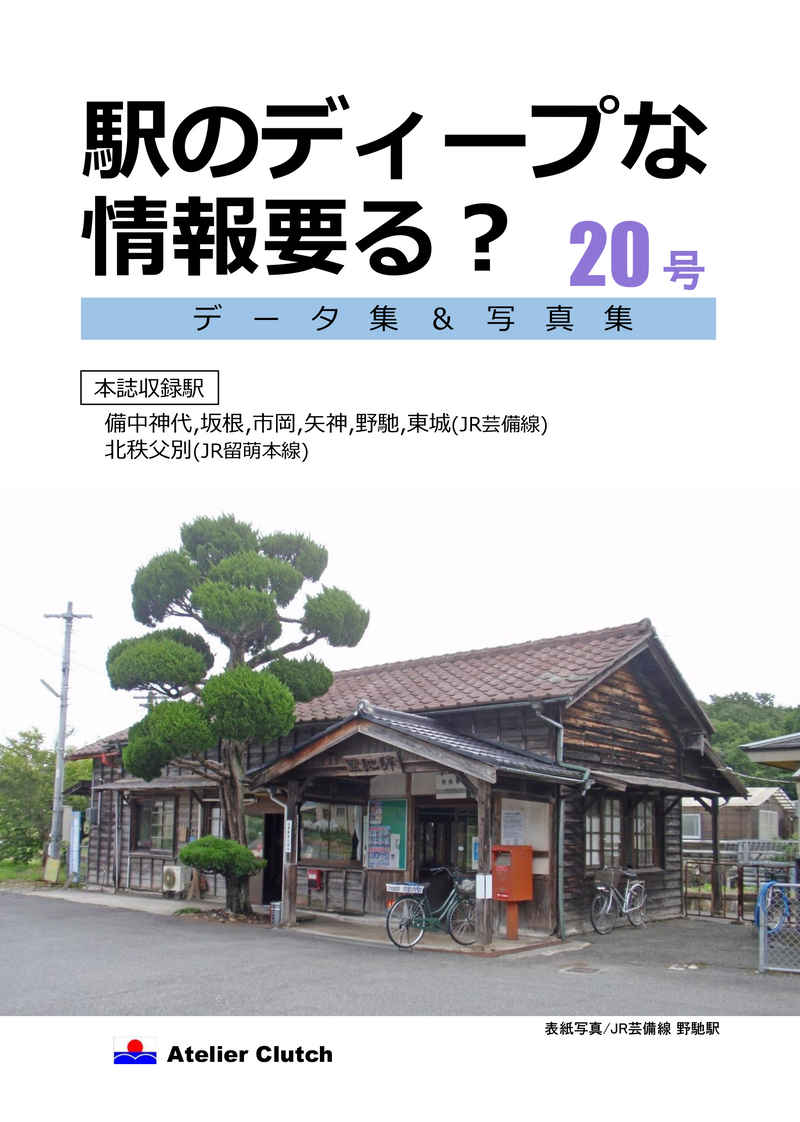 駅のディープな
情報要る？
20号
データ集＆写真集
本誌収録駅
備中神代,坂根,市岡,矢神,野馳,東城(JR芸備線)
北秩父別(JR留萌本線)
野馳駅
表紙写真/JR芸備線 野馳駅
Atelier Clutch